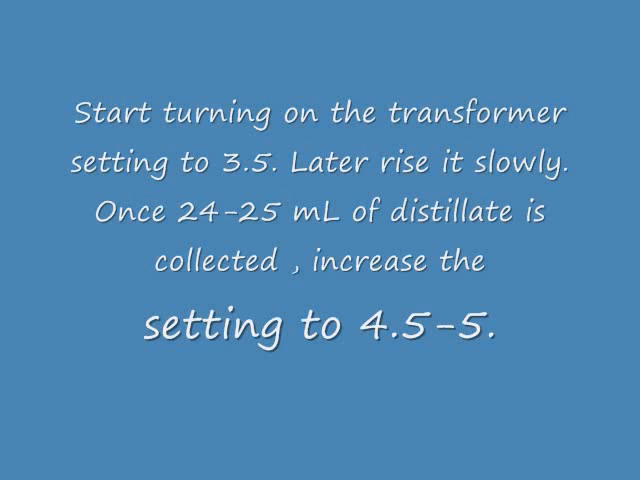 Start turning on the transformer
setting to 3.5. Later rise it slowly.
Once 24-25 mL of distillate is
collected , increase the
setting to 4.5-5.